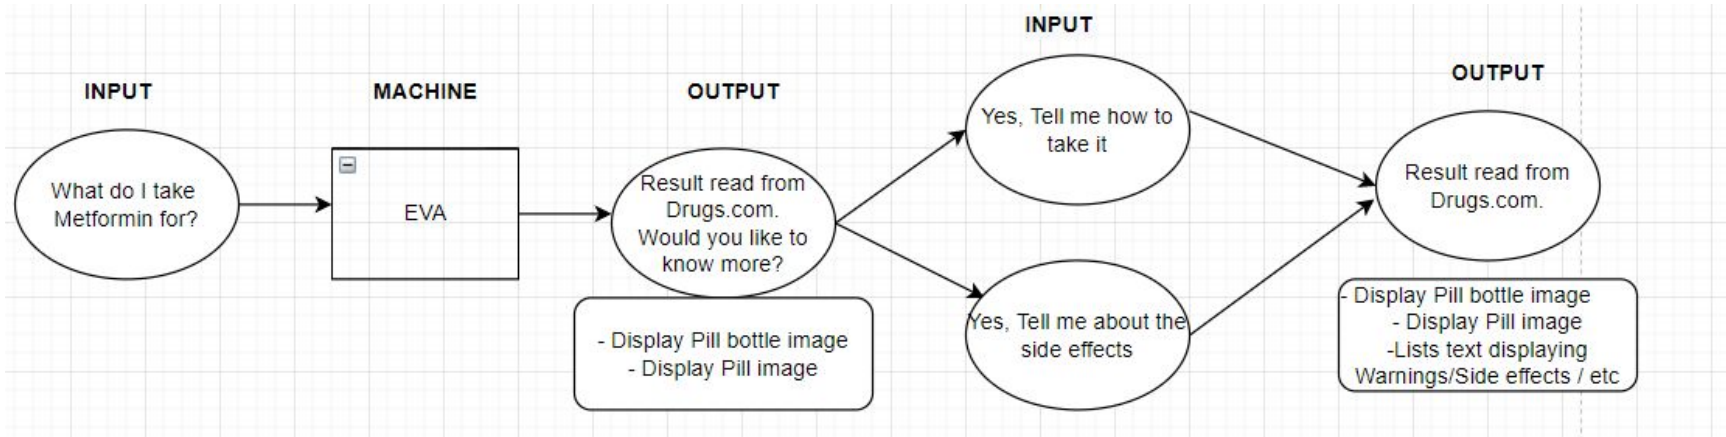 INPUT
What do I take
Metformin for?
MACHINE
EVA
OUTPUT
Result read from
Drugs.com.
Would you like to
know more?
- Display Pill bottle image
- Display Pill image
INPUT
Yes, Tell me how to
take it
Yes, Tell me about the
side effects
OUTPUT
Result read from
Drugs.com.
- Display Pill bottle image
- Display Pill image
-Lists text displaying
Warnings/Side effects / etc